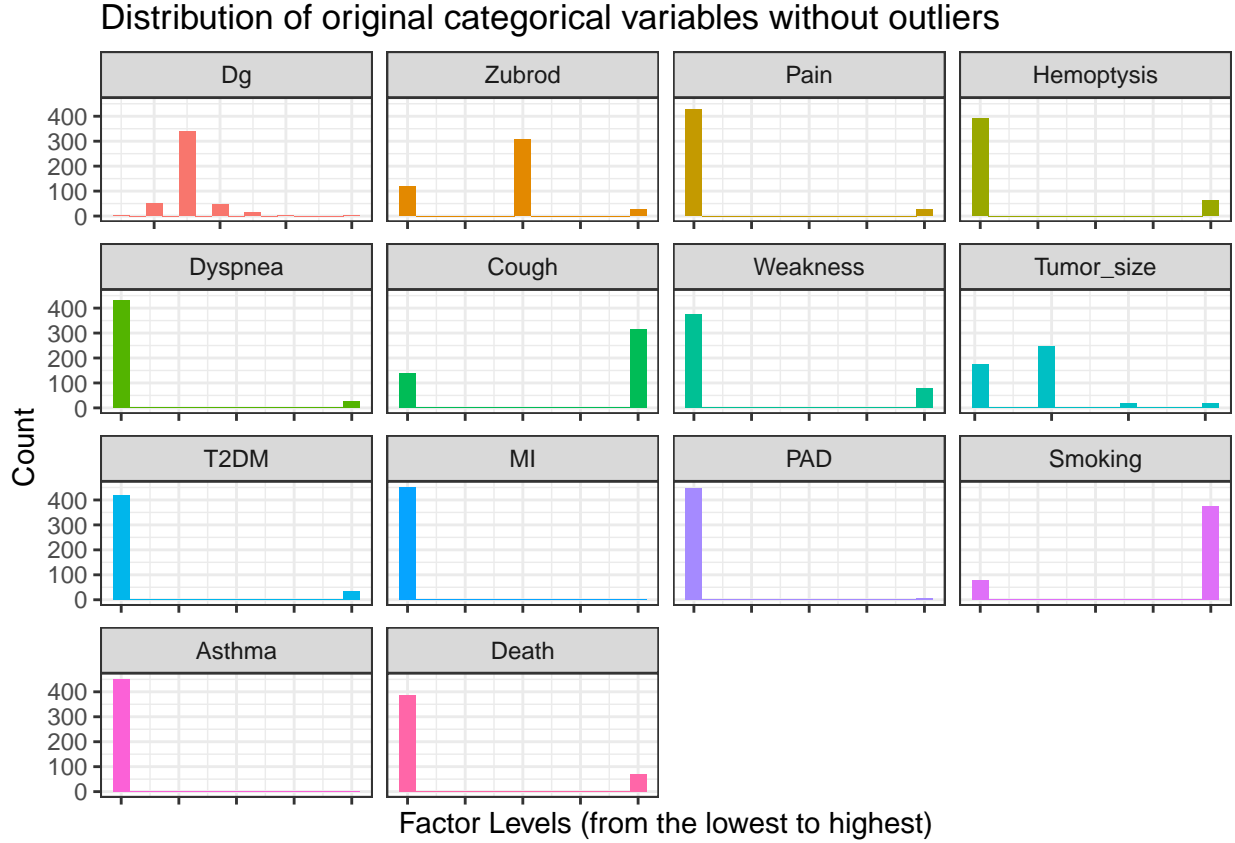 Distribution of original categorical variables without outliers
Dg Zubrod Pain Hemoptysis
400
300
200
100
0
Dyspnea Cough Weakness Tumor_size
400
300
200
100
0
T2DM MI PAD Smoking
400
300
200
100
0
Asthma Death
400
300
200
100
0
Count
Factor Levels (from the lowest to highest)